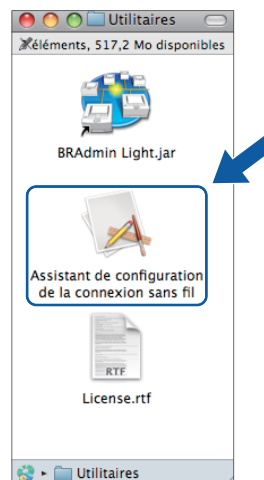 Utilitaires
éléments, 517,2 Mo disponibles
BRAdmin Light.jar
Assistant de configuration
de la connexion sans fil
RTF
License.rtf
Utilitaires